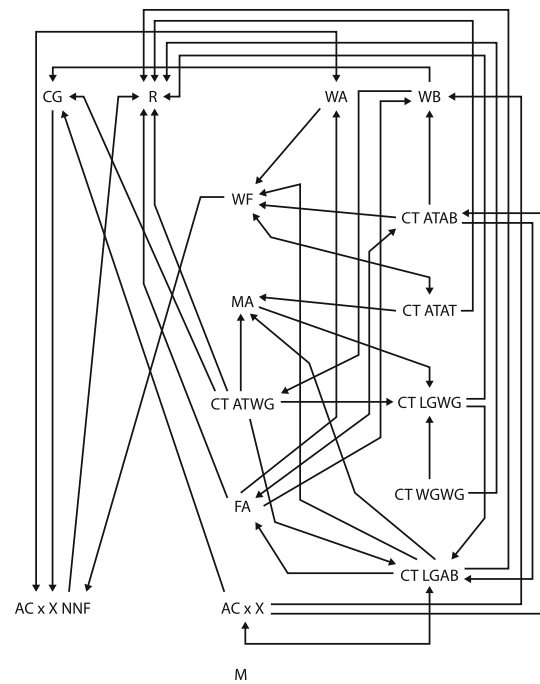 CG R WA WB
WF CT ATAB
MA CT ATAT
CT ATWG CT LGWG
CT WGWG
FA
CT LGAB
AC x X NNF AC x X
M